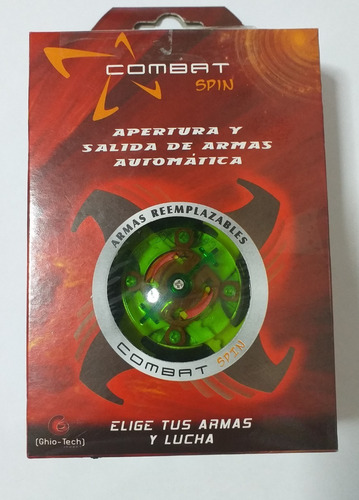 COMBAT
SPIN
APERTURA Y
SALIDA DE ARMAS
AUTOMÁTICA
ARMAS REEMPLAZABLES
COMBAT SPIN
(Ghio-Tech)
ELIGE TUS ARMAS
Y LUCHA